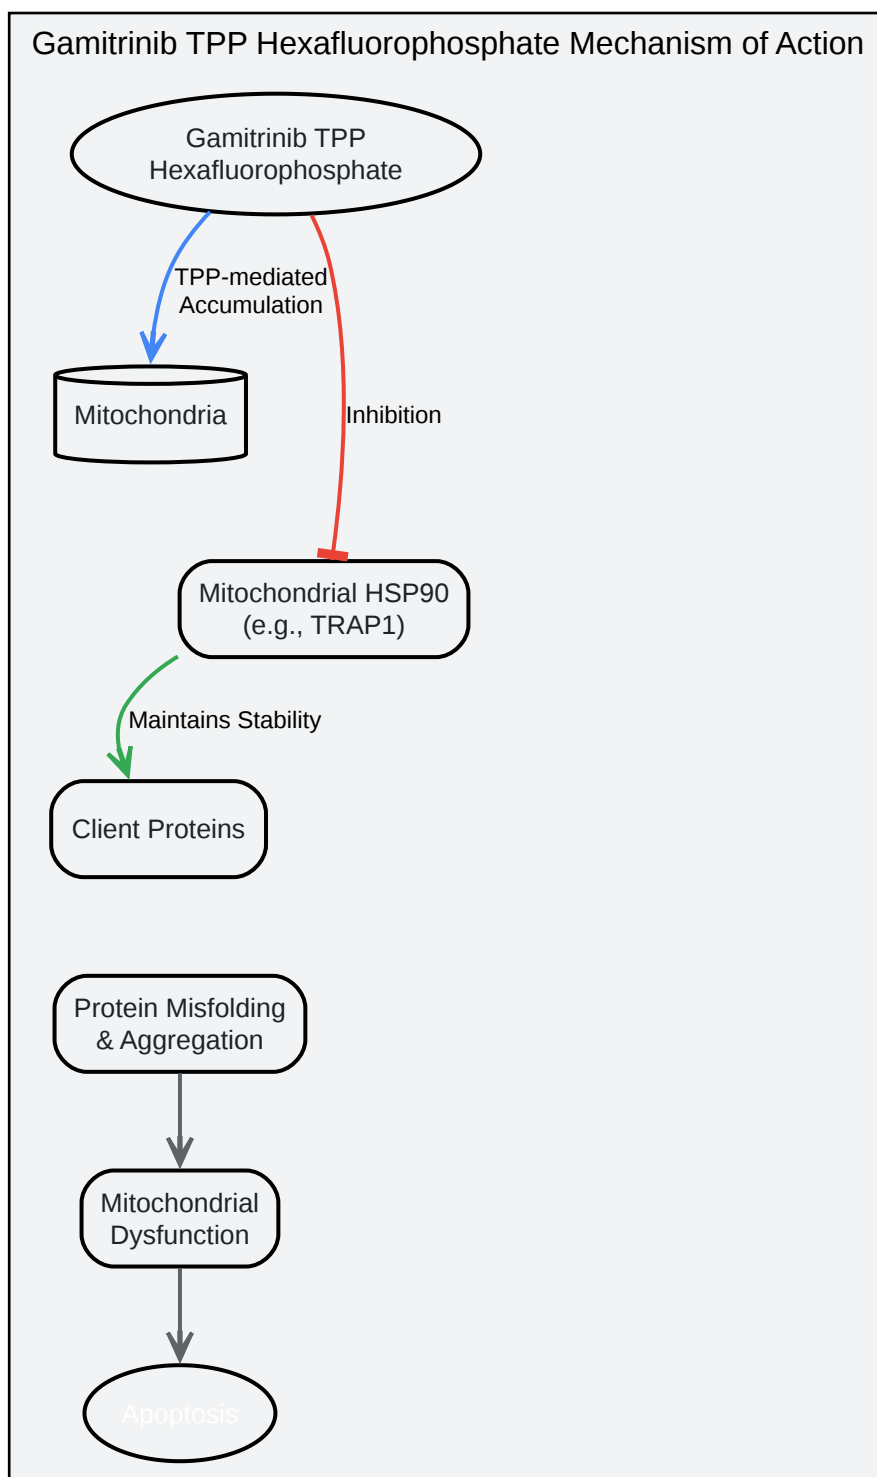 Gamitrinib TPP Hexafluorophosphate Mechanism of Action
Gamitrinib TPP
Hexafluorophosphate
TPP-mediated
Accumulation
Mitochondria
Inhibition
Mitochondrial HSP90
(e.g., TRAP1)
Maintains Stability
Client Proteins
Protein Misfolding
& Aggregation
Mitochondrial
Dysfunction
Apoptosis